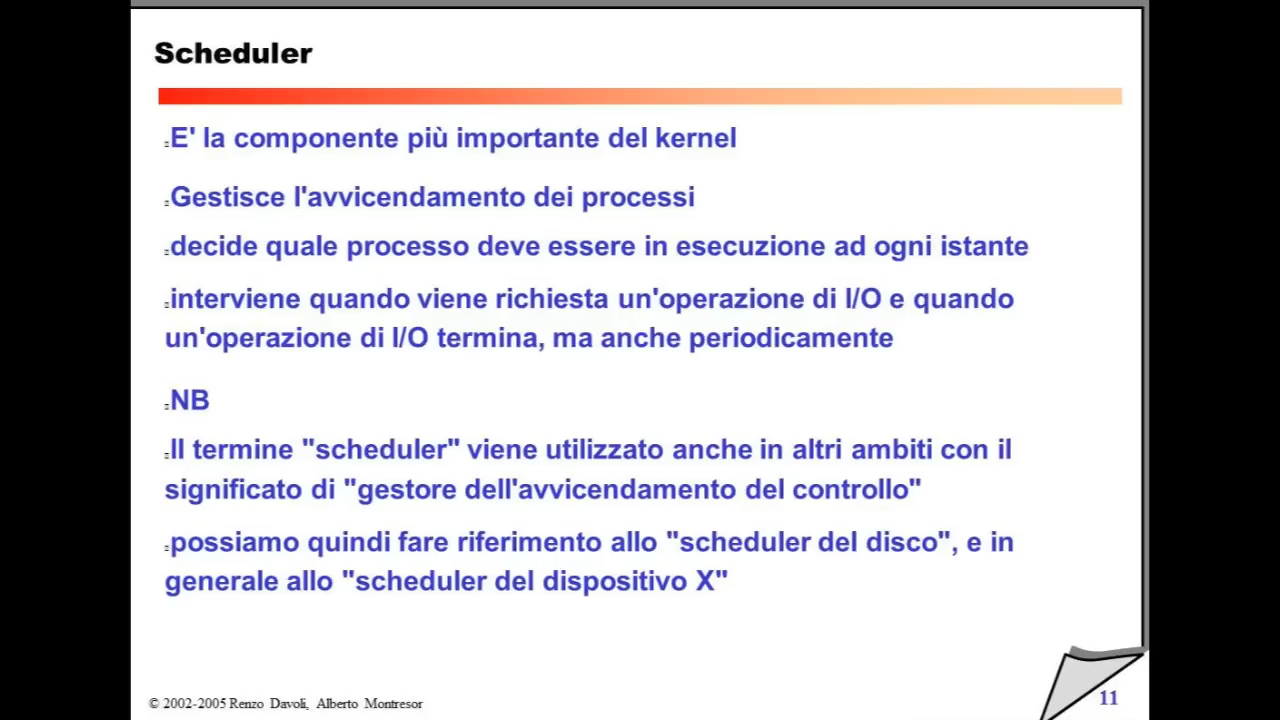 Scheduler
E' la componente più importante del kernel
Gestisce l'avvicendamento dei processi
decide quale processo deve essere in esecuzione ad ogni istante
interviene quando viene richiesta un'operazione di I/O e quando
un'operazione di I/O termina, ma anche periodicamente
NB
Il termine "scheduler" viene utilizzato anche in altri ambiti con il
significato di "gestore dell'avvicendamento del controllo"
possiamo quindi fare riferimento allo "scheduler del disco", e in
generale allo "scheduler del dispositivo X"
© 2002-2005 Renzo Davoli, Alberto Montresor
11